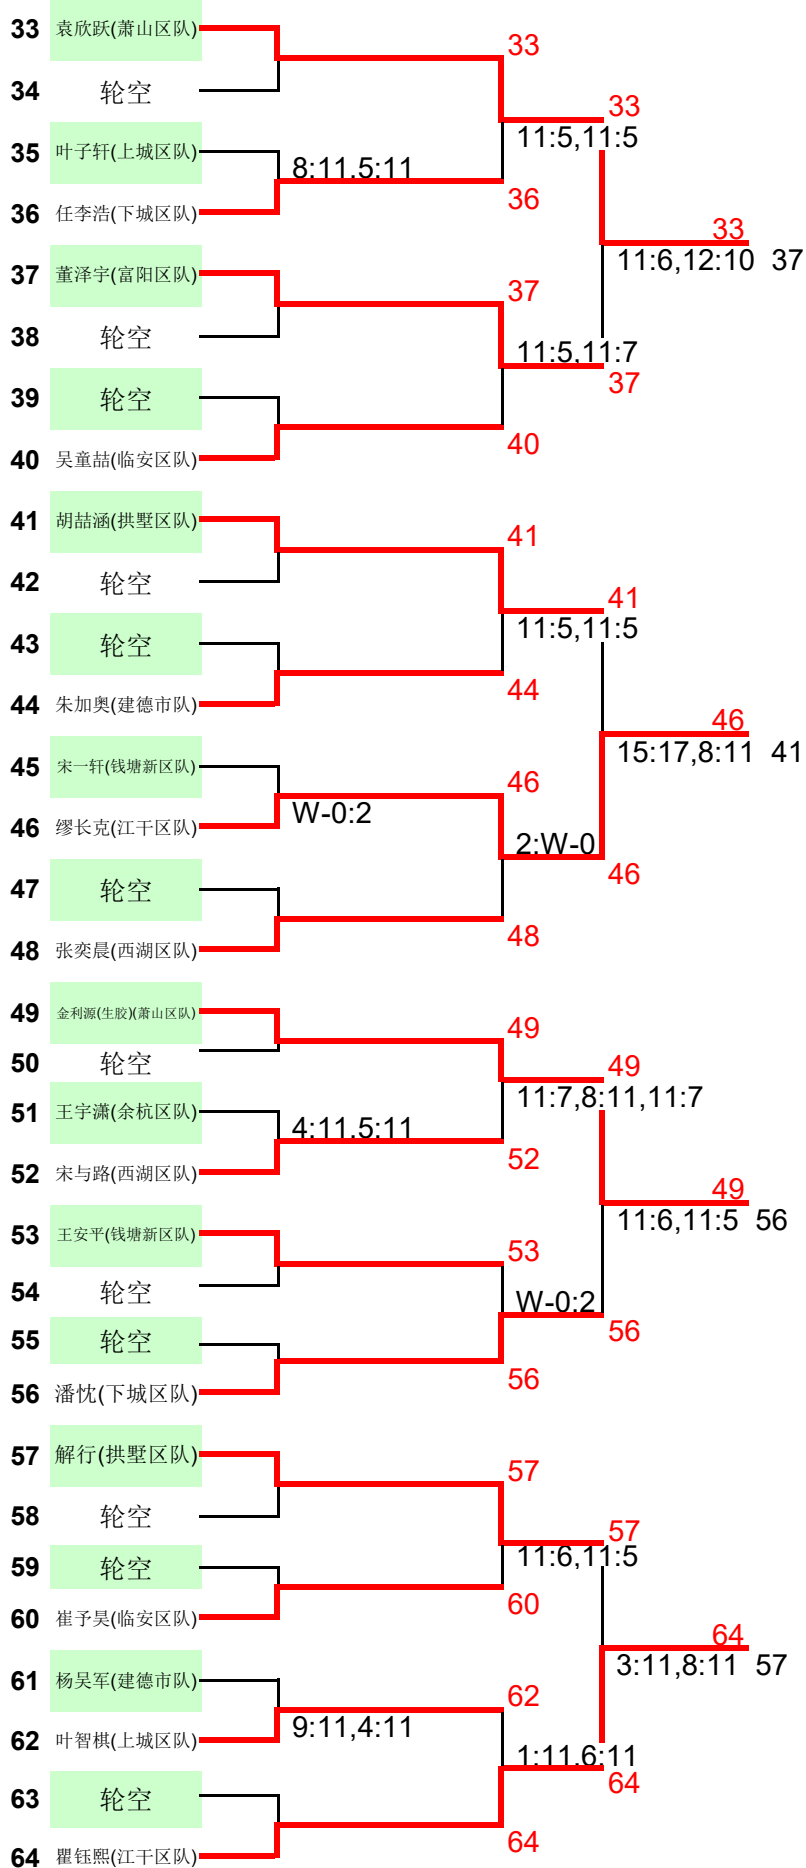 33 袁欣跃(萧山区队)
33
34 轮空
33
11:5,11:5
35 叶子轩(上城区队)
8:11,5:11
36
36 任李浩(下城区队)
33
11:6,12:10 37
37 董泽宇(富阳区队)
37
38 轮空
11:5,11:7
37
39 轮空
40
40 吴童喆(临安区队)
41 胡喆涵(拱墅区队)
41
42 轮空
41
11:5,11:5
43 轮空
44
44 朱加奥(建德市队)
46
15:17,8:11 41
45 宋一轩(钱塘新区队)
46
W-0:2
46 缪长克(江干区队)
2:W-0
46
47 轮空
48
48 张奕晨(西湖区队)
49 金利源(生胶)(萧山区队)
49
50 轮空
49
11:7,8:11,11:7
51 王宇潇(余杭区队)
4:11,5:11
52
52 宋与路(西湖区队)
49
11:6,11:5 56
53 王安平(钱塘新区队)
53
54 轮空
W-0:2
56
55 轮空
56
56 潘忱(下城区队)
57 解行(拱墅区队)
57
58 轮空
57
11:6,11:5
59 轮空
60
60 崔予昊(临安区队)
64
3:11,8:11 57
61 杨昊军(建德市队)
62
9:11,4:11
62 叶智棋(上城区队)
1:11,6:11
64
63 轮空
64
64 瞿钰熙(江干区队)